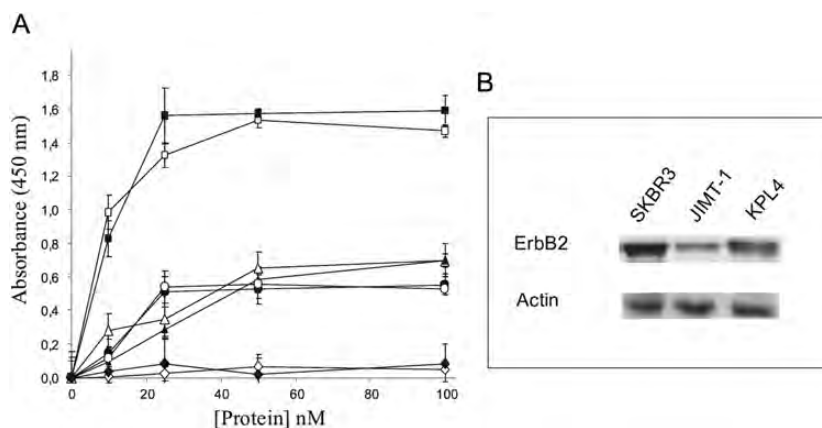 A
Absorbance (450 nm)
1,8
1,6
1,4
1,2
1,0
0,8
0,6
0,4
0,2
0,0
0
20
40
60
80
100
[Protein] nM
B
SKBR3
JIMT-1
KPL4
ErbB2
Actin